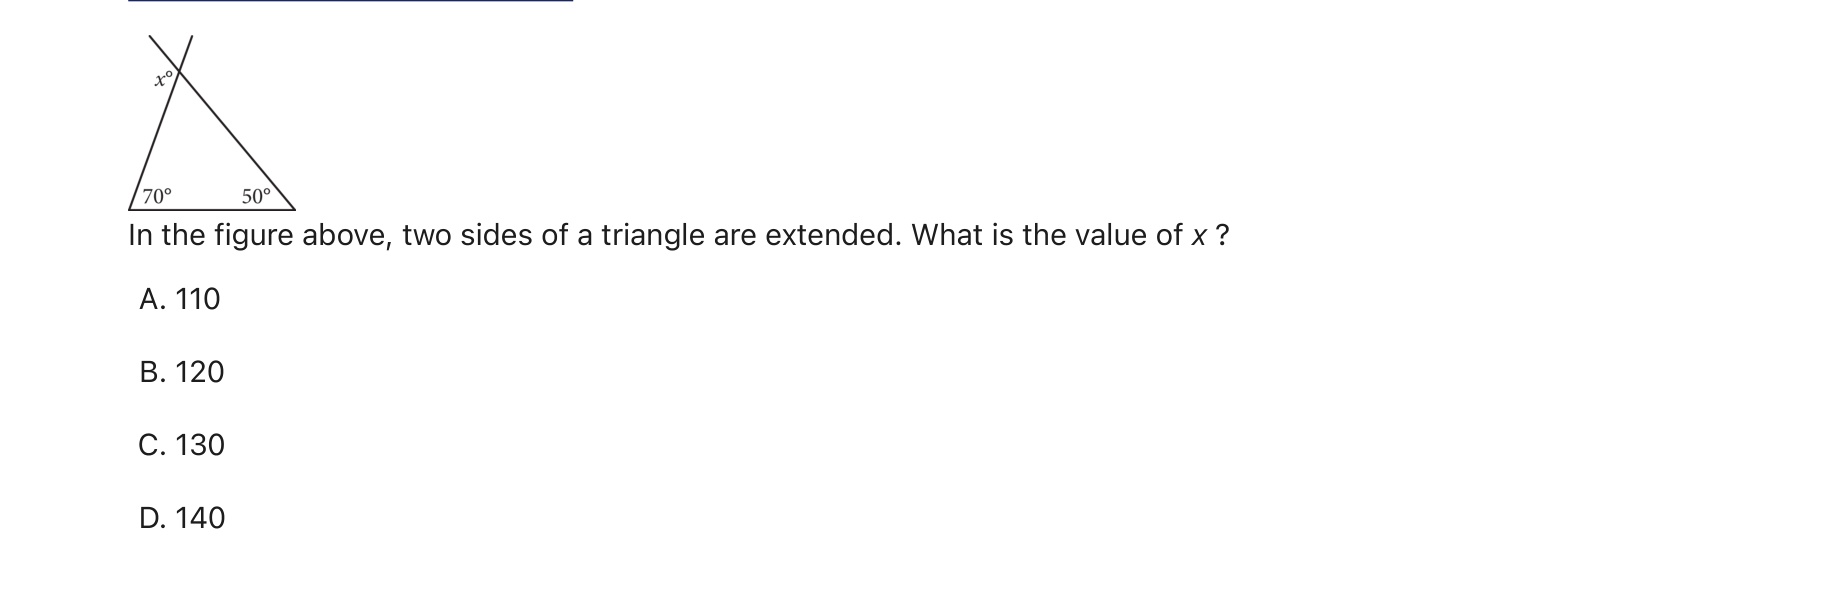 x°
70° 50°
In the figure above, two sides of a triangle are extended. What is the value of x ?
A. 110
B. 120
C. 130
D. 140